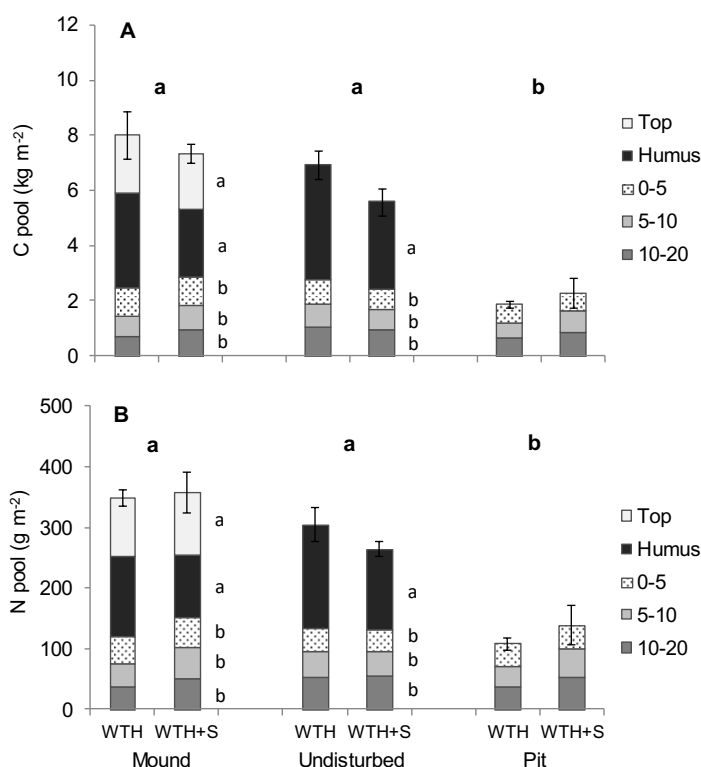 A
12
10
8
6
4
2
0
C pool (kg m-2)
a a b
a
a
b
b
b
a
b
b
b
Top
Humus
0-5
5-10
10-20
B
500
400
300
200
100
0
N pool (g m-2)
a a b
a
a
b
b
b
a
b
b
b
Top
Humus
0-5
5-10
10-20
WTH WTH+S WTH WTH+S WTH WTH+S
Mound Undisturbed Pit